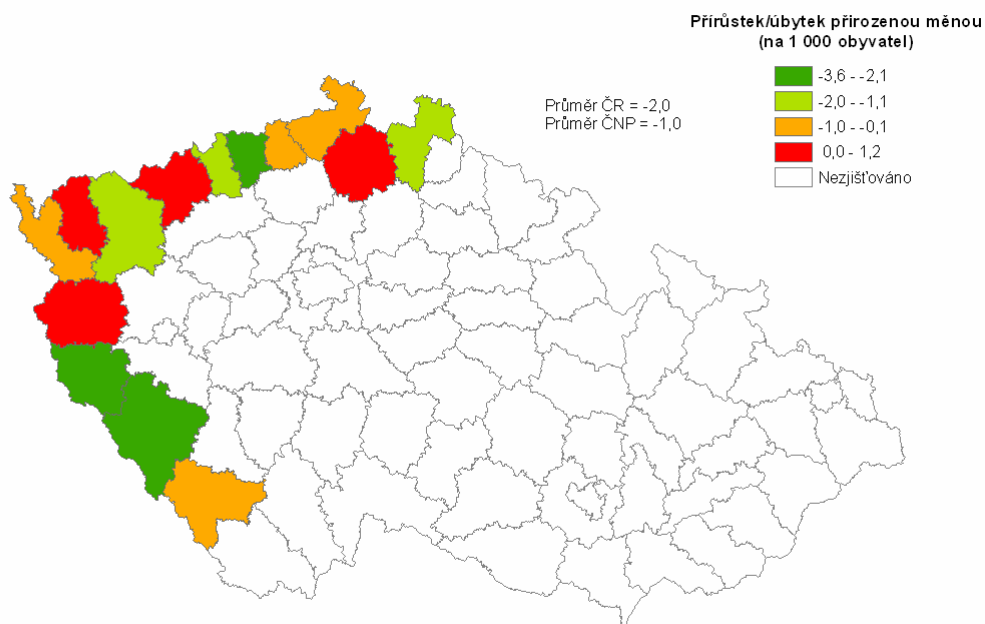 Přírůstek/úbytek přirozenou měnou
(na 1 000 obyvatel)
-3,6 - -2,1
-2,0 - -1,1
-1,0 - -0,1
0,0 - 1,2
Nezjišťováno
Průměr ČR = -2,0
Průměr ČNP = -1,0